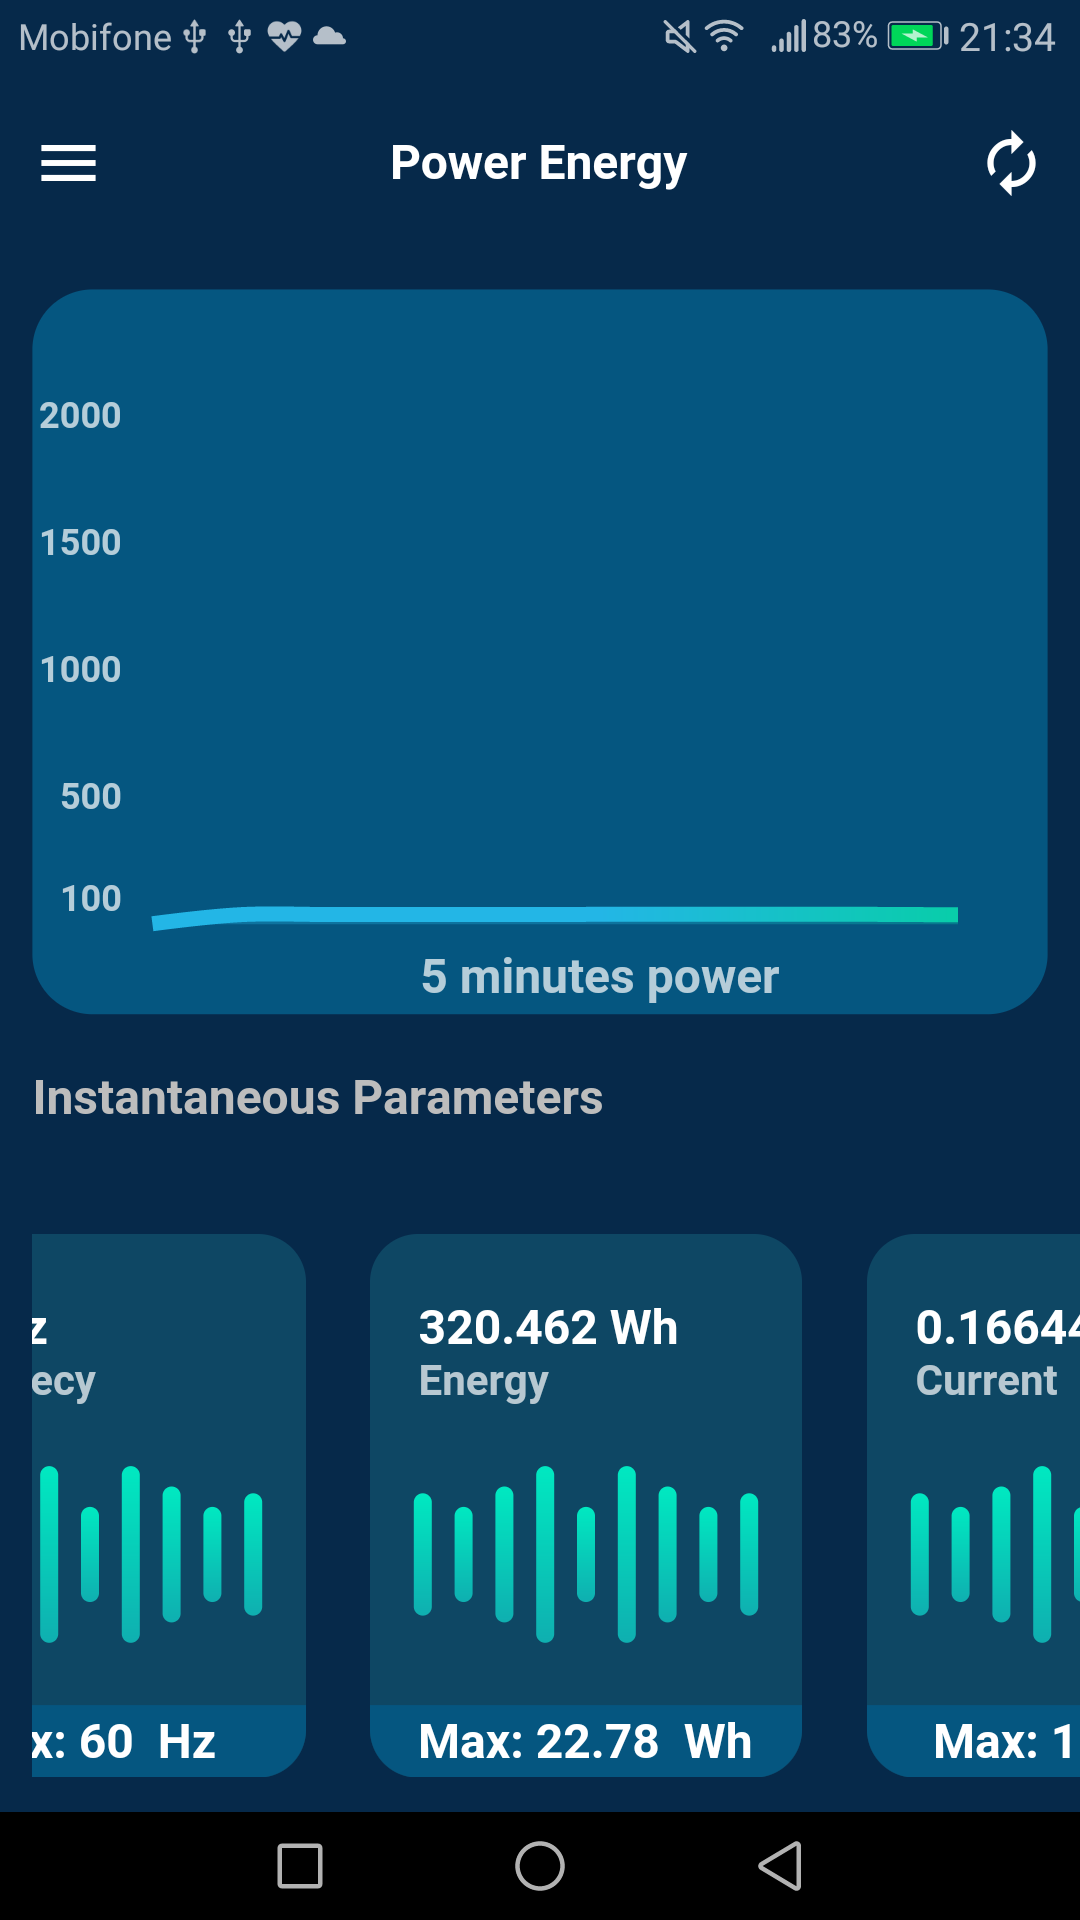 Mobifone 83% 21:34
Power Energy
2000
1500
1000
500
100
5 minutes power
Instantaneous Parameters
z
ecy
x: 60 Hz
320.462 Wh
Energy
Max: 22.78 Wh
0.16644
Current
Max: 1